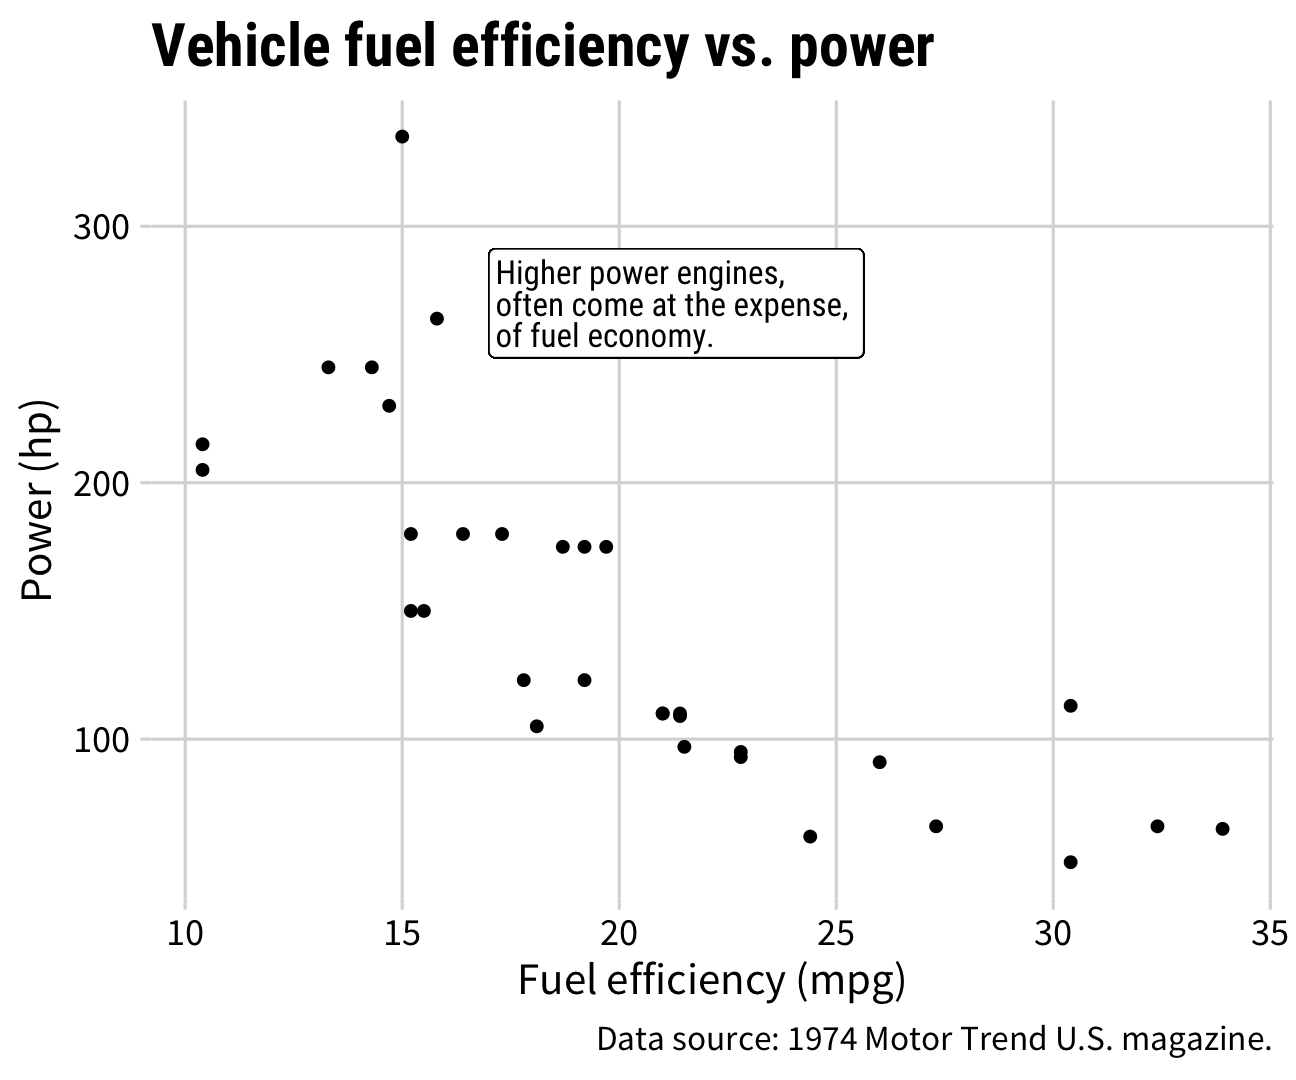 Vehicle fuel efficiency vs. power
300
Higher power engines,
often come at the expense,
of fuel economy.
Power (hp)
200
100
10 15 20 25 30 35
Fuel efficiency (mpg)
Data source: 1974 Motor Trend U.S. magazine.